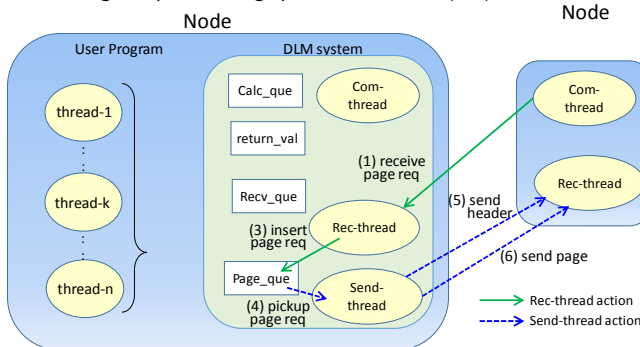 Node
Node
User Program
DLM system
Calc_que
Com-
thread
Com-
thread
thread-1
return_val
(1) receive
page req
Rec-thread
thread-k
Recv_que
(5) send
header
(3) insert
page req
Rec-thread
(6) send page
Page_que
thread-n
Send-
thread
(4) pickup
page req
Rec-thread action
Send-thread action